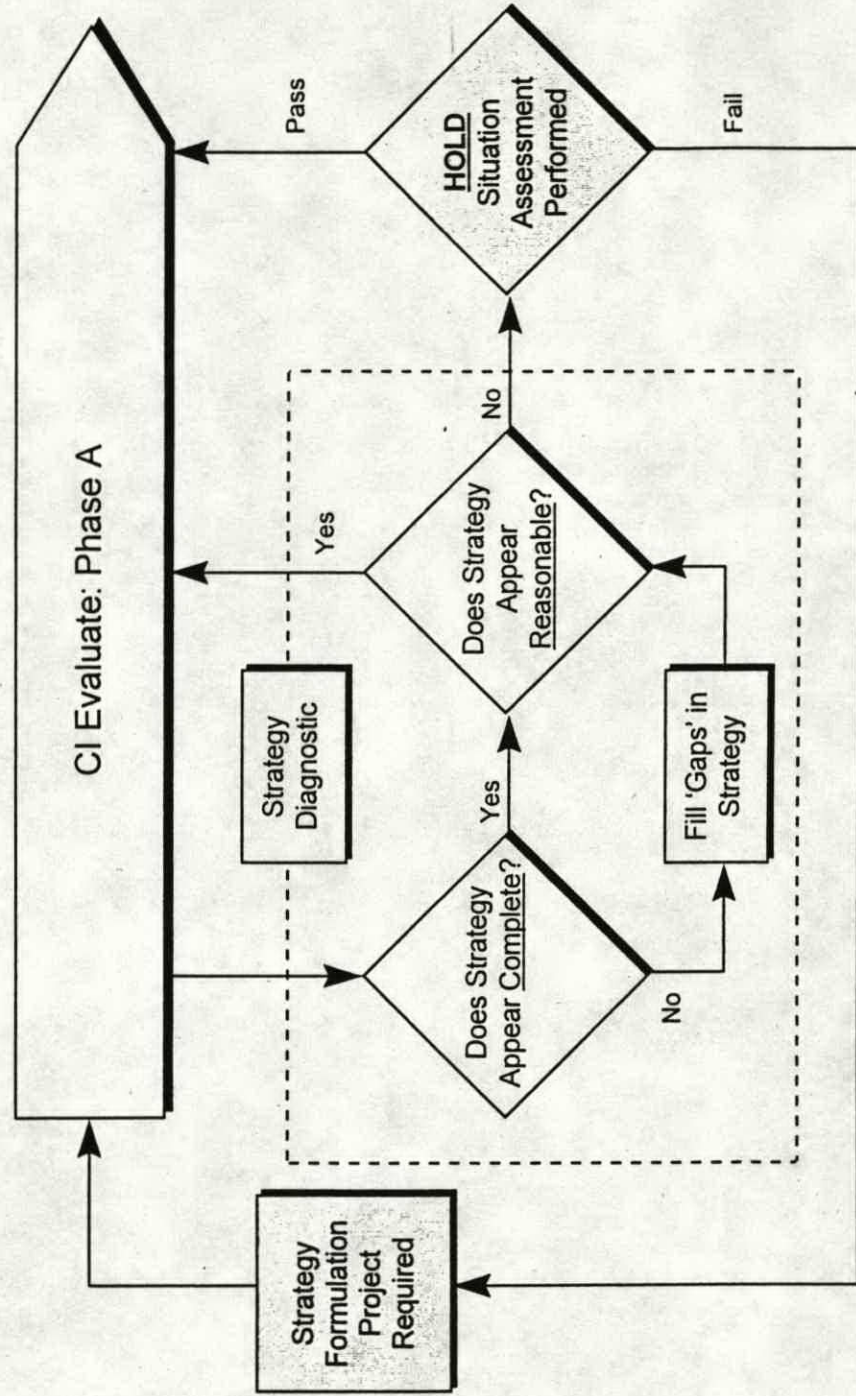 CI Evaluate: Phase A
Strategy
Formulation
Project
Required
Strategy
Diagnostic
Yes
Pass
Does Strategy
Appear Complete?
Yes
Does Strategy
Appear
Reasonable?
No
HOLD
Situation
Assessment
Performed
No
Fill 'Gaps' in
Strategy
Fail